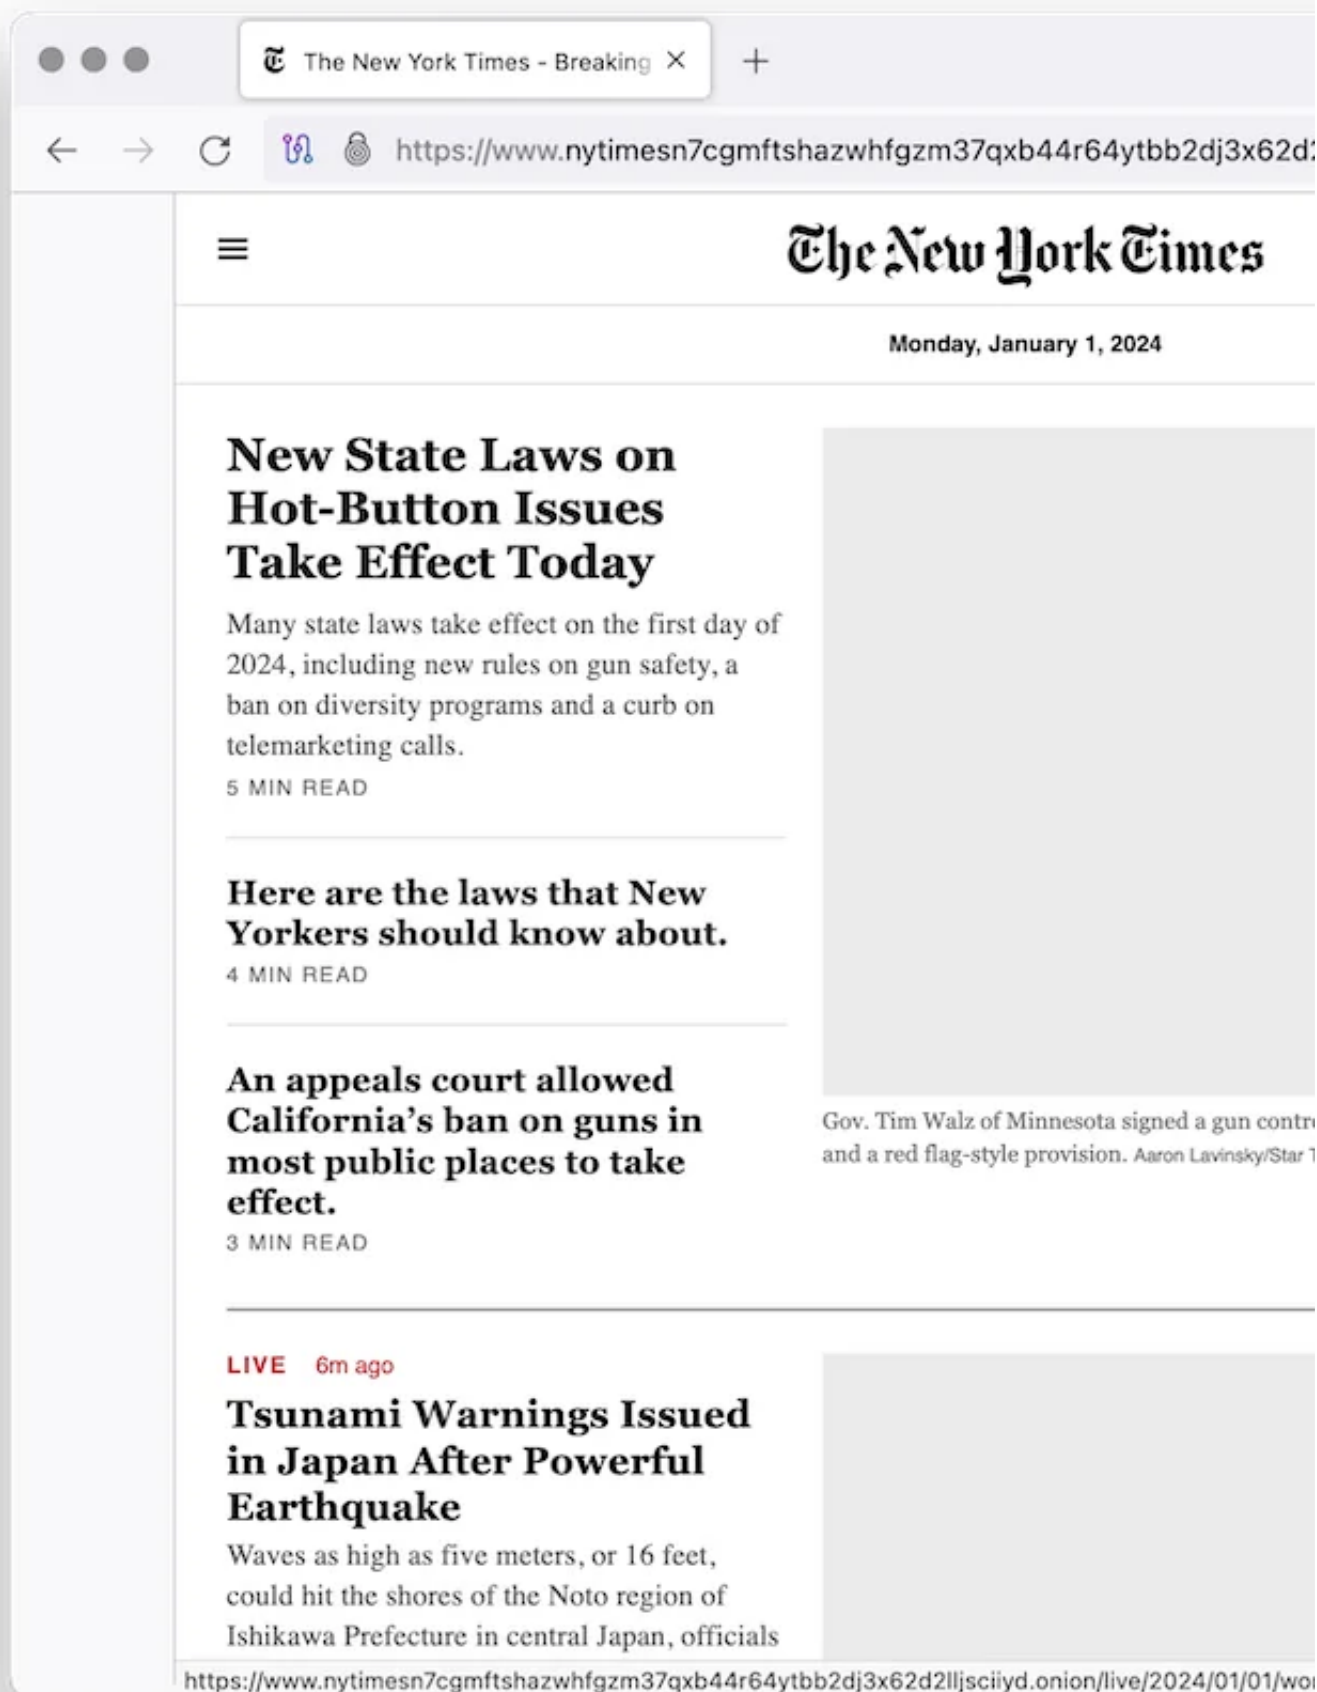 The New York Times - Breaking
https://www.nytimesn7cgmftshazwhfgzm37qxb44r64ytbb2dj3x62d2
The New York Times
Monday, January 1, 2024
New State Laws on
Hot-Button Issues
Take Effect Today
Many state laws take effect on the first day of
2024, including new rules on gun safety, a
ban on diversity programs and a curb on
telemarketing calls.
5 MIN READ
Here are the laws that New
Yorkers should know about.
4 MIN READ
An appeals court allowed
California’s ban on guns in
most public places to take
effect.
3 MIN READ
Gov. Tim Walz of Minnesota signed a gun contr
and a red flag-style provision. Aaron Lavinsky/Star
LIVE 6m ago
Tsunami Warnings Issued
in Japan After Powerful
Earthquake
Waves as high as five meters, or 16 feet,
could hit the shores of the Noto region of
Ishikawa Prefecture in central Japan, officials
https://www.nytimesn7cgmftshazwhfgzm37qxb44r64ytbb2dj3x62d2lljsciiyd.onion/live/2024/01/01/wo